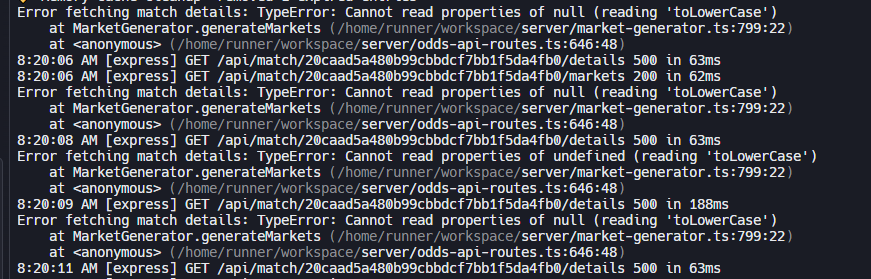 Error fetching match details: TypeError: Cannot read properties of null (reading 'toLowerCase')
at MarketGenerator.generateMarkets (/home/runner/workspace/server/market-generator.ts:799:22)
at <anonymous> (/home/runner/workspace/server/odds-api-routes.ts:646:48)
8:20:06 AM [express] GET /api/match/20caad5a480b99cbbdcf7bb1f5da4fb0/details 500 in 63ms
8:20:06 AM [express] GET /api/match/20caad5a480b99cbbdcf7bb1f5da4fb0/markets 200 in 62ms
Error fetching match details: TypeError: Cannot read properties of null (reading 'toLowerCase')
at MarketGenerator.generateMarkets (/home/runner/workspace/server/market-generator.ts:799:22)
at <anonymous> (/home/runner/workspace/server/odds-api-routes.ts:646:48)
8:20:08 AM [express] GET /api/match/20caad5a480b99cbbdcf7bb1f5da4fb0/details 500 in 63ms
Error fetching match details: TypeError: Cannot read properties of undefined (reading 'toLowerCase')
at MarketGenerator.generateMarkets (/home/runner/workspace/server/market-generator.ts:799:22)
at <anonymous> (/home/runner/workspace/server/odds-api-routes.ts:646:48)
8:20:09 AM [express] GET /api/match/20caad5a480b99cbbdcf7bb1f5da4fb0/details 500 in 188ms
Error fetching match details: TypeError: Cannot read properties of null (reading 'toLowerCase')
at MarketGenerator.generateMarkets (/home/runner/workspace/server/market-generator.ts:799:22)
at <anonymous> (/home/runner/workspace/server/odds-api-routes.ts:646:48)
8:20:11 AM [express] GET /api/match/20caad5a480b99cbbdcf7bb1f5da4fb0/details 500 in 63ms